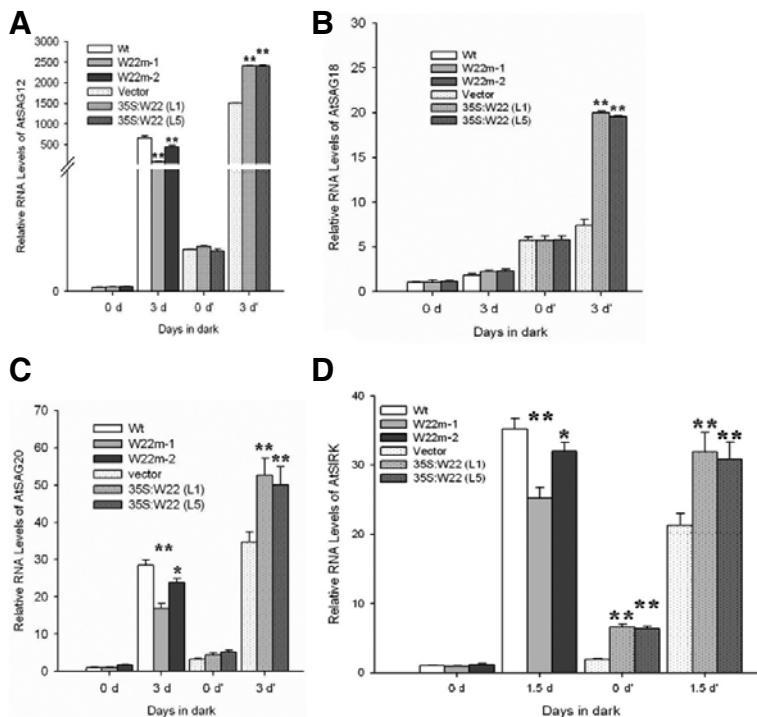 A
Relative RNA Levels of AtSAG12
3000
2500
2000
1500
1000
500
0
Wt
W22m-1
W22m-2
Vector
35S:W22 (L1)
35S:W22 (L5)
**
**
**
**
0 d
3 d
0 d'
3 d'
Days in dark
B
Relative RNA Levels of AtSAG18
30
25
20
15
10
5
0
Wt
W22m-1
W22m-2
Vector
35S:W22 (L1)
35S:W22 (L5)
**
**
0 d
3 d
0 d'
3 d'
Days in dark
C
Relative RNA Levels of AtSAG20
70
60
50
40
30
20
10
0
Wt
W22m-1
W22m-2
vector
35S:W22 (L1)
35S:W22 (L5)
**
*
**
**
0 d
3 d
0 d'
3 d'
Days in dark
D
Relative RNA Levels of AtSIRK
40
30
20
10
0
Wt
W22m-1
W22m-2
Vector
35S:W22 (L1)
35S:W22 (L5)
**
*
**
**
**
**
0 d
1.5 d
0 d'
1.5 d'
Days in dark